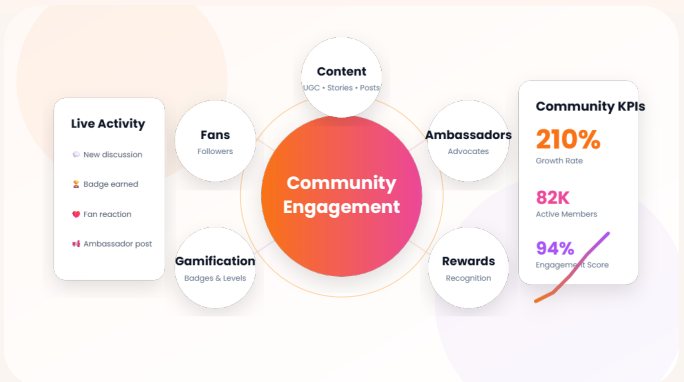 Content
UGC • Stories • Posts
Live Activity
New discussion
Badge earned
Fan reaction
Ambassador post
Fans
Followers
Gamification
Badges & Levels
Community
Engagement
Ambassadors
Advocates
Rewards
Recognition
Community KPIs
210%
Growth Rate
82K
Active Members
94%
Engagement Score